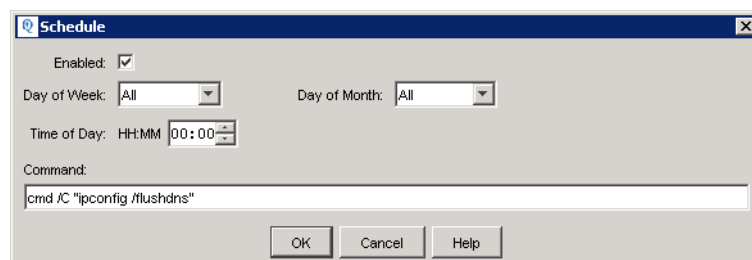 Schedule
Enabled:
Day of Week: All Day of Month: All
Time of Day: HH:MM 00:00
Command:
cmd /C "ipconfig /flushdns"
OK Cancel Help